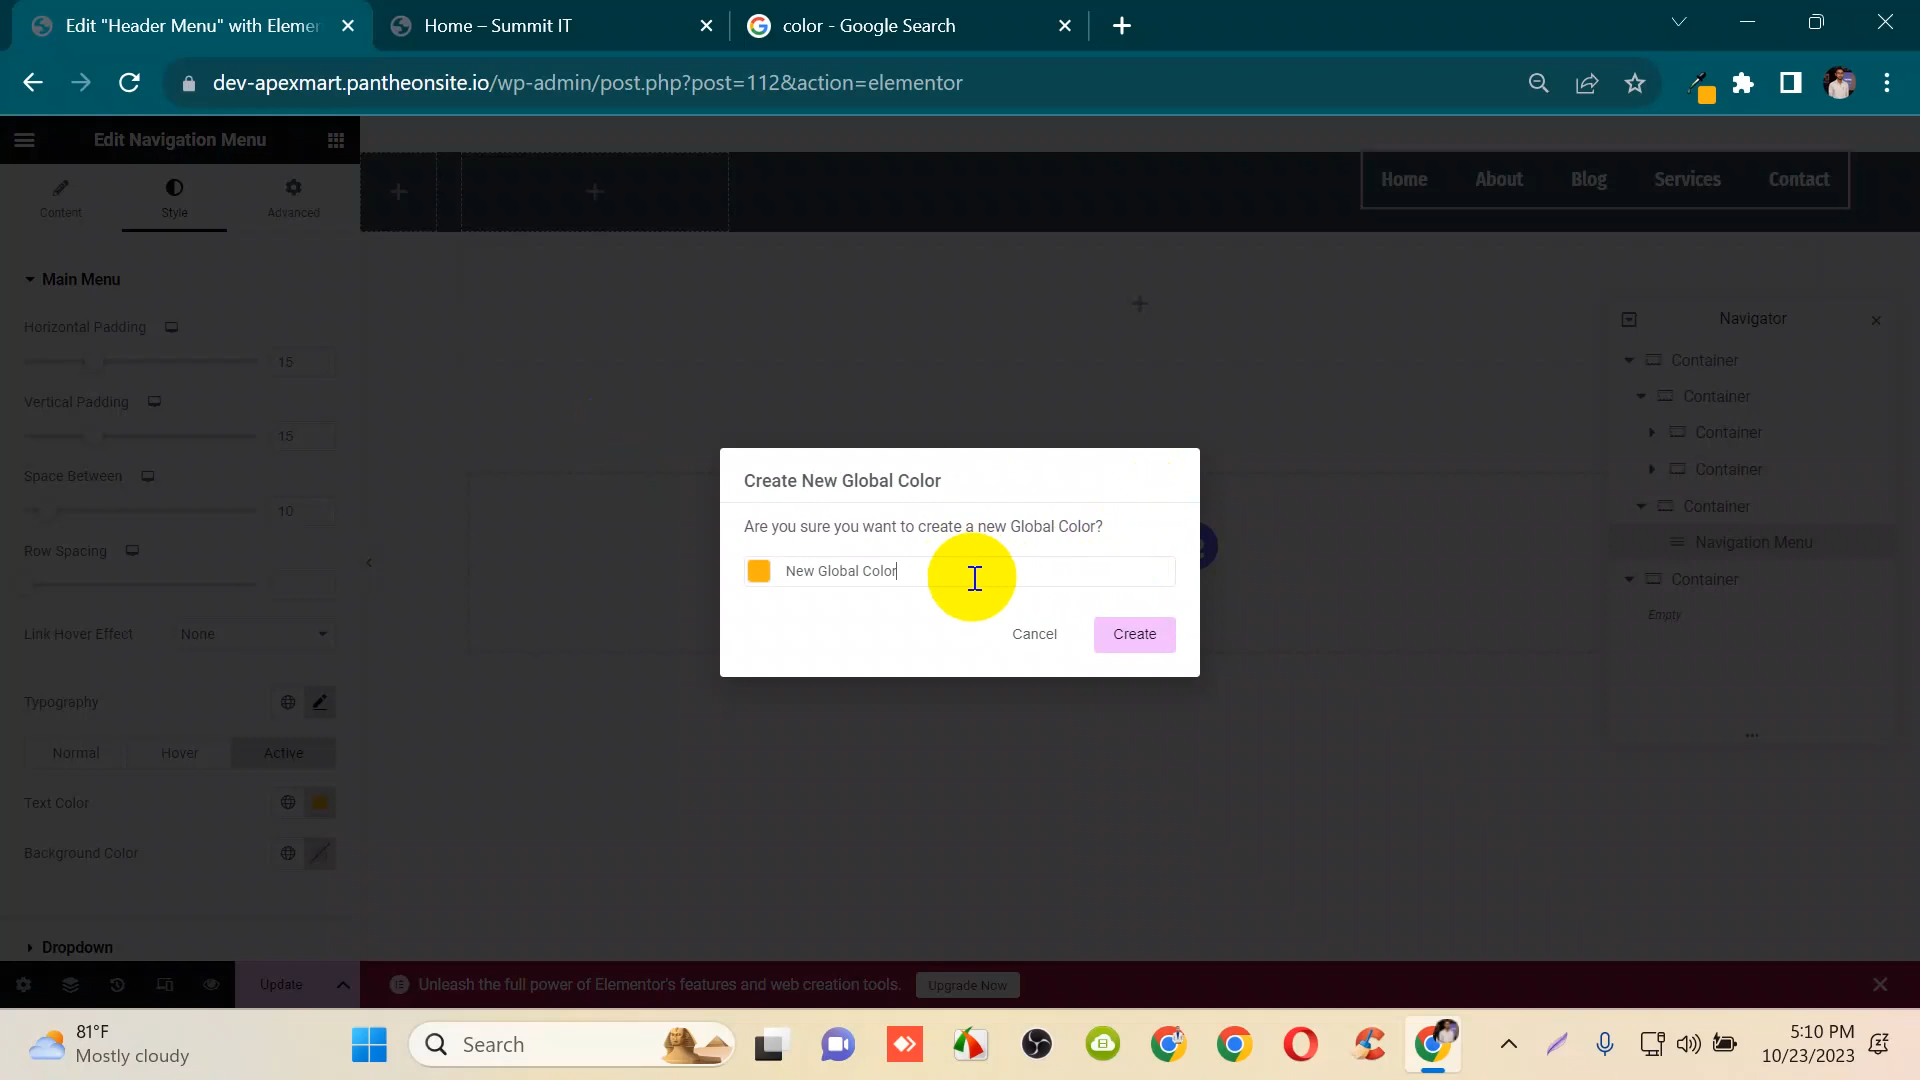 Edit "Header Menu" with Elemen
Home – Summit IT
color - Google Search
dev-apexmart.pantheonsite.io/wp-admin/post.php?post=112&action=elementor
Edit Navigation Menu
Content
Style
Advanced
Home
About
Blog
Services
Contact
Main Menu
Horizontal Padding
15
Vertical Padding
15
Space Between
10
Row Spacing
Link Hover Effect
None
Typography
Normal
Hover
Active
Text Color
Background Color
Dropdown
Create New Global Color
Are you sure you want to create a new Global Color?
New Global Color
Cancel
Create
Navigator
Container
Container
Container
Container
Container
Navigation Menu
Container
Empty
Update
Unleash the full power of Elementor's features and web creation tools.
Upgrade Now
81°F
Mostly cloudy
Search
5:10 PM
10/23/2023